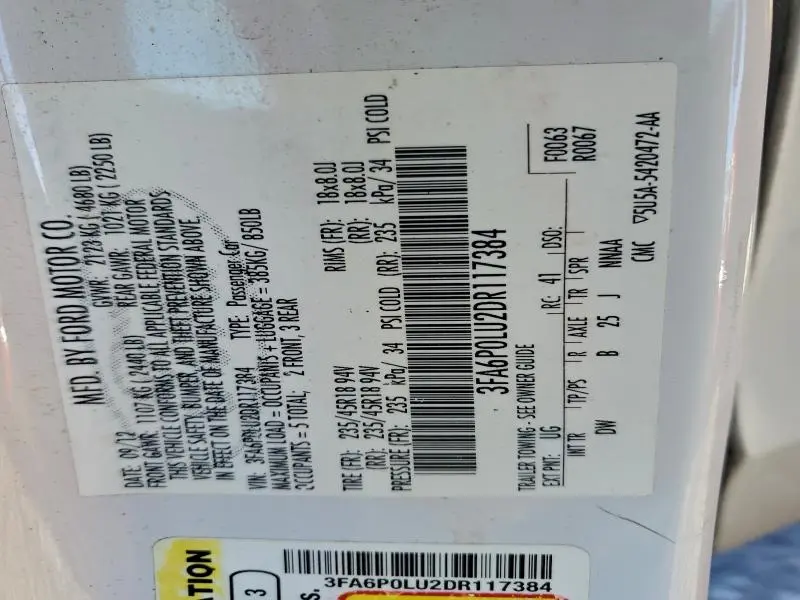 MFD. BY FORD MOTOR CO.
DATE: 09/12 GVWR: 2123 KG ( 4680 LB)
FRONT GAWR: 1107 KG ( 2440 LB) REAR GAWR: 1021 KG ( 2250 LB)
THIS VEHICLE CONFORMS TO ALL APPLICABLE FEDERAL MOTOR
VEHICLE SAFETY, BUMPER, AND THEFT PREVENTION STANDARDS
IN EFFECT ON THE DATE OF MANUFACTURE SHOWN ABOVE.
VIN: 3FA6P0LU2DR117384 TYPE: Passenger Car
MAXIMUM LOAD = OCCUPANTS + LUGGAGE = 385KG/ 850LB
OCCUPANTS = 5 TOTAL; 2 FRONT, 3 REAR
TIRE (FR): 235/45R18 94V RIMS (FR): 18x8.0J
(RR): 235/45R18 94V (RR): 18x8.0J
PRESSURE (FR): 235 kPa/ 34 PSI COLD (RR): 235 kPa/ 34 PSI COLD
3FA6P0LU2DR117384
TRAILER TOWING - SEE OWNER GUIDE
F0063
R0067
EXT PNT: UG RC: 41 DSO:
INT TR TP/PS R AXLE TR SPR
DW B 25 J NNAA
CMC 5U5A-5420472-AA
3FA6P0LU2DR117384
3